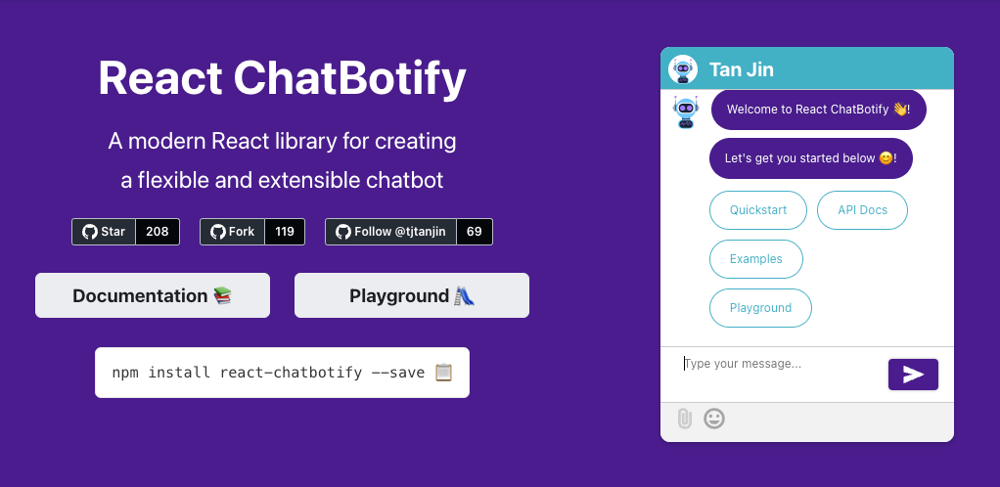 React ChatBotify
A modern React library for creating
a flexible and extensible chatbot
Star 208
Fork 119
Follow @tjtanjin 69
Documentation 📚
Playground 🛝
npm install react-chatbotify --save 📋
Tan Jin
Welcome to React ChatBotify 👋!
Let's get you started below 😊!
Quickstart
API Docs
Examples
Playground
Type your message...